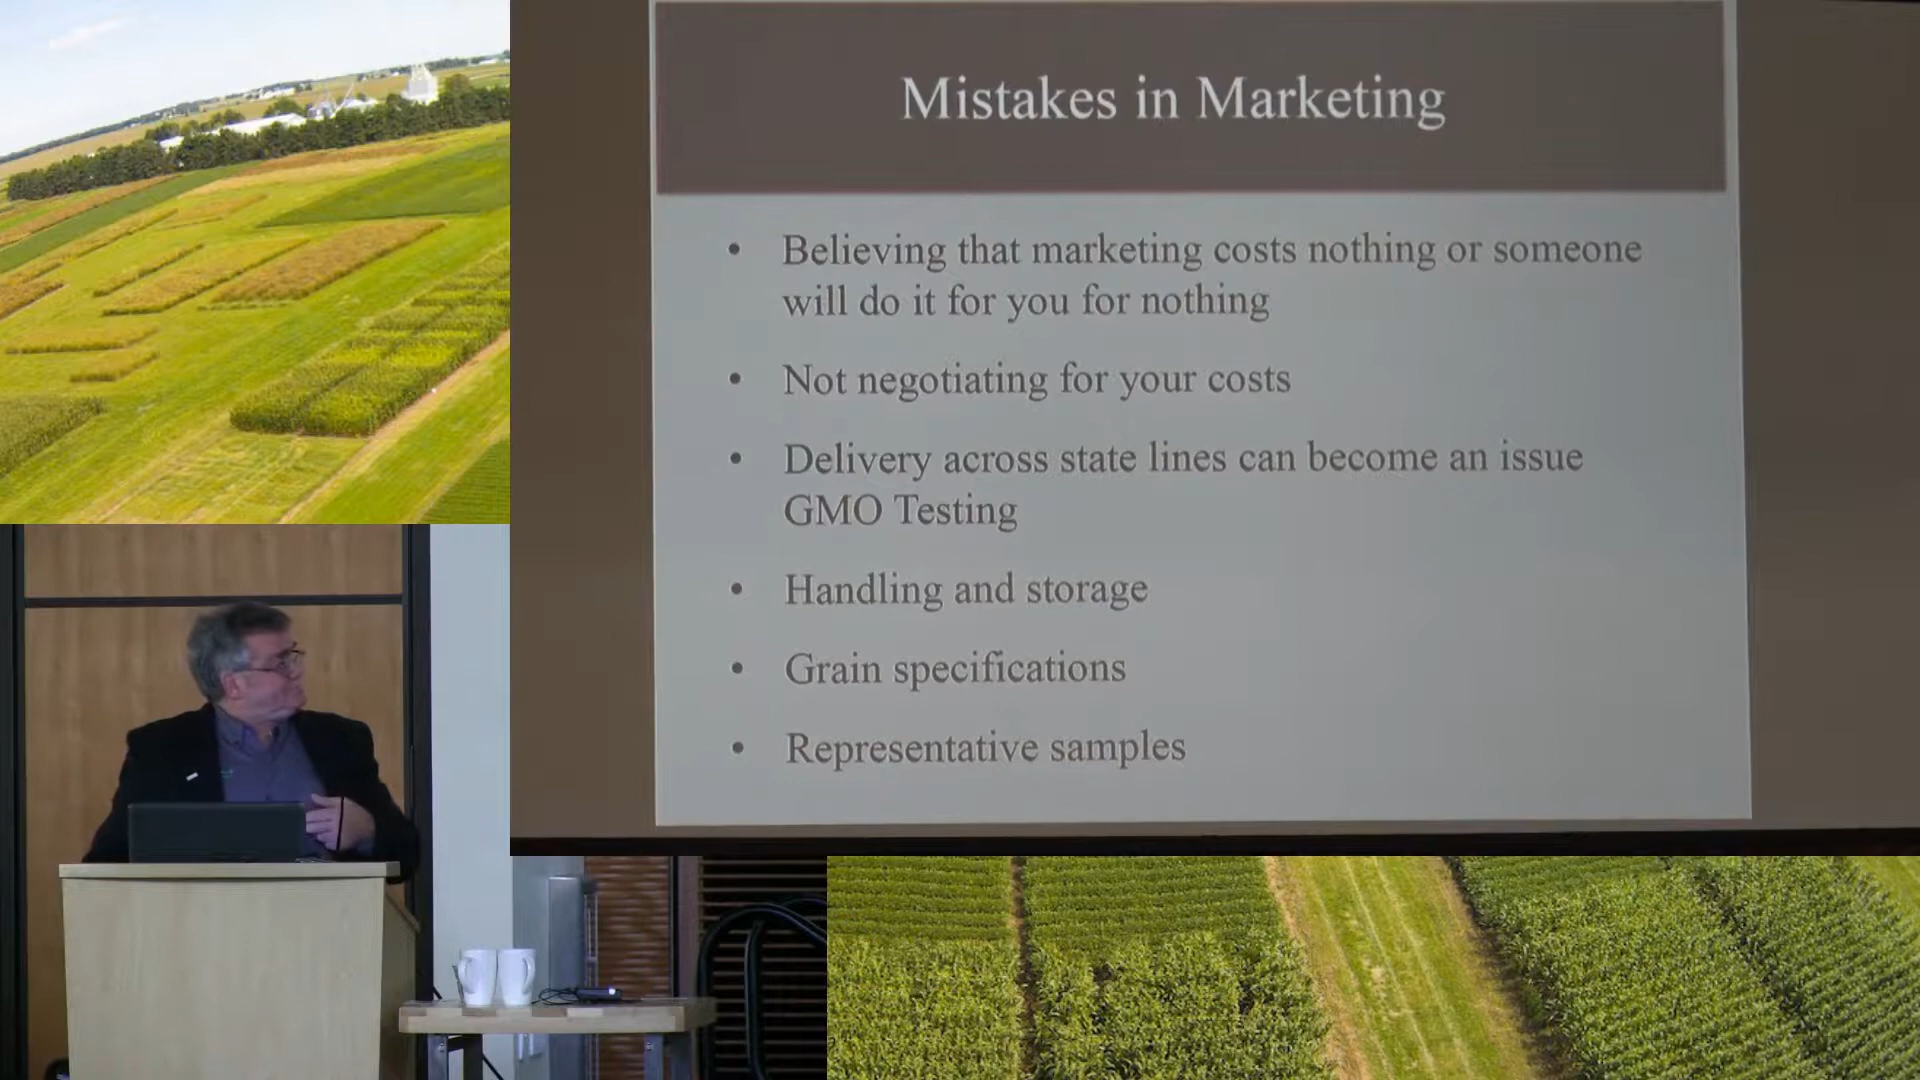 Mistakes in Marketing
• Believing that marketing costs nothing or someone
will do it for you for nothing
• Not negotiating for your costs
• Delivery across state lines can become an issue
GMO Testing
• Handling and storage
• Grain specifications
• Representative samples